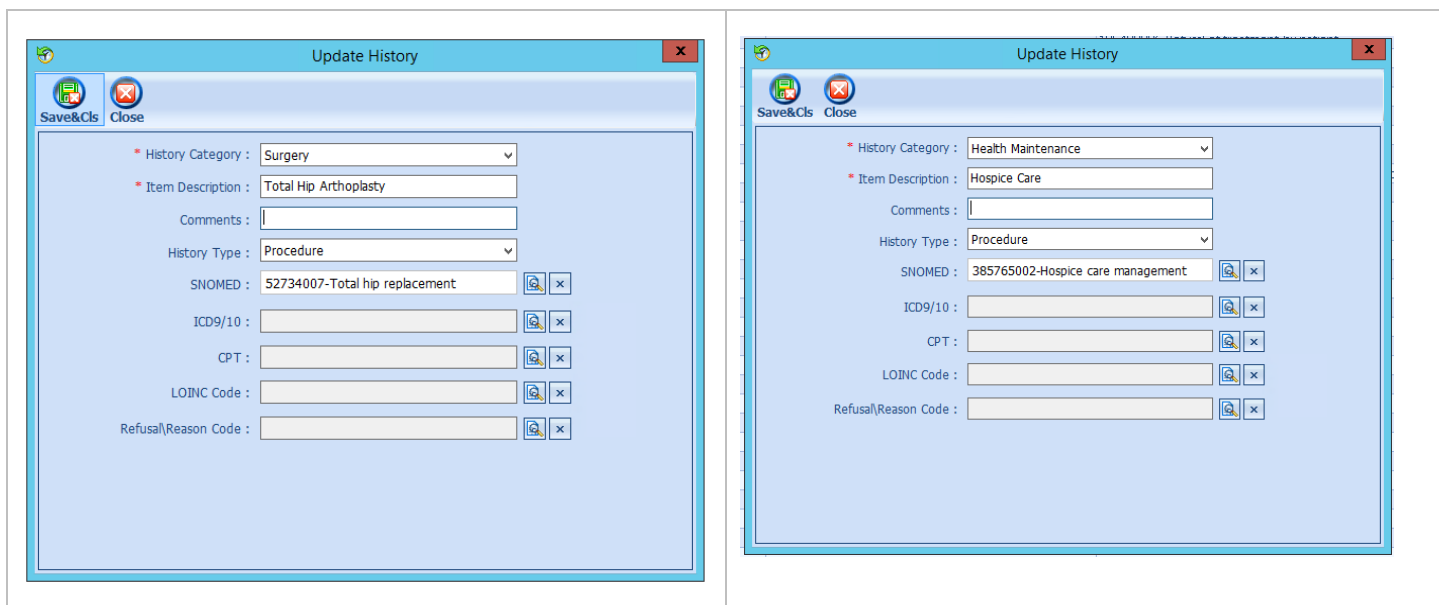 Update History
x
Save&Cls Close
* History Category : Surgery
* Item Description : Total Hip Arthoplasty
Comments :
History Type : Procedure
SNOMED : 52734007-Total hip replacement
ICD9/10 :
CPT :
LOINC Code :
Refusal\Reason Code :
Update History
x
Save&Cls Close
* History Category : Health Maintenance
* Item Description : Hospice Care
Comments :
History Type : Procedure
SNOMED : 385765002-Hospice care management
ICD9/10 :
CPT :
LOINC Code :
Refusal\Reason Code :